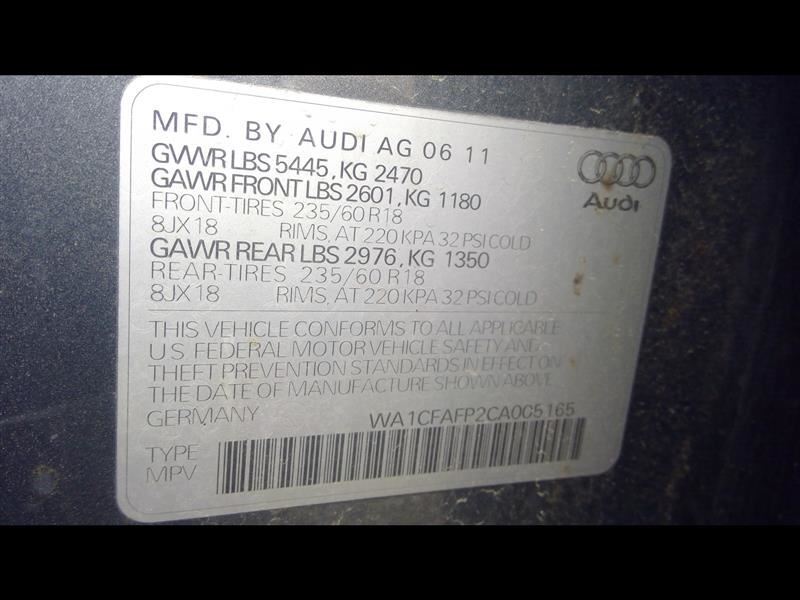 MFD. BY AUDI AG 06 11
GVWR LBS 5445, KG 2470
GAWR FRONT LBS 2601, KG 1180
FRONT-TIRES 235/60 R18
8JX18 RIMS, AT 220 KPA 32 PSI COLD
GAWR REAR LBS 2976, KG 1350
REAR-TIRES 235/60 R18
8JX18 RIMS, AT 220 KPA 32 PSI COLD
Audi
THIS VEHICLE CONFORMS TO ALL APPLICABLE
U.S. FEDERAL MOTOR VEHICLE SAFETY AND
THEFT PREVENTION STANDARDS IN EFFECT ON
THE DATE OF MANUFACTURE SHOWN ABOVE
GERMANY WA1CFAFP2CA005165
TYPE
MPV